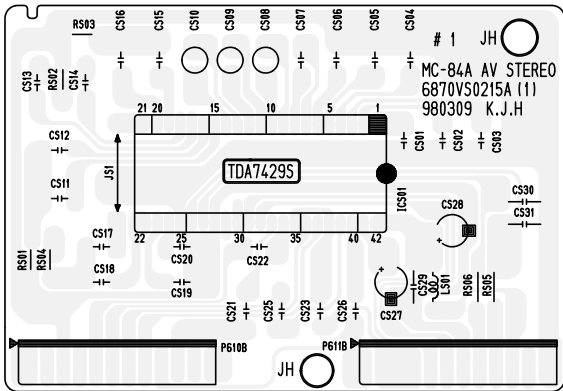 RS03
CS16
CS15
CS10
CS09
CS08
CS06
CS05
CS04
# 1 JH
MC-84A AV STEREO
6870VS0215A (1)
980309 K.J.H
CS13
RS02
CS14
21 20 15 10 5 1
CS12
CS11
JS1
TDA7429S
ICS01
CS01
CS02
CS03
CS30
CS31
CS28
22 25 30 35 40 42
RS01
RS04
CS17
CS18
CS20
CS19
CS22
CS21
CS25
CS23
CS26
CS27
CS29
LS01
RS06
RS05
P610B
JH
P611B